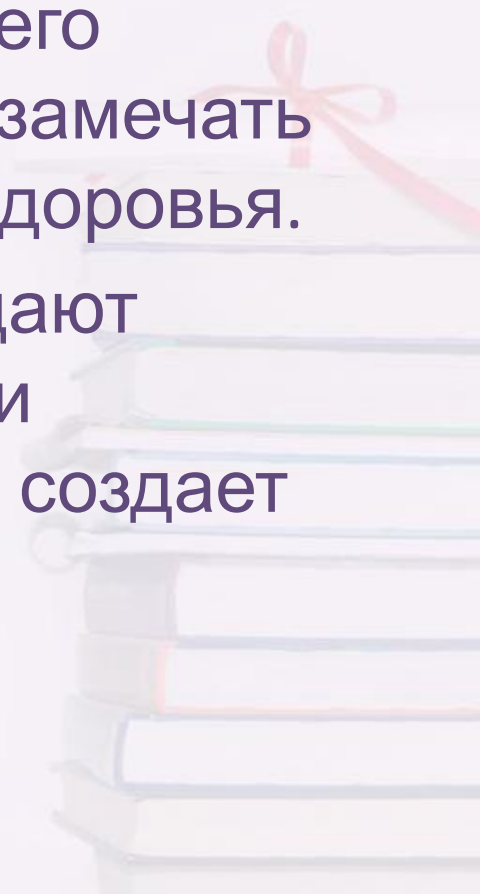 его
замечать
доровья.
дают
и
создает